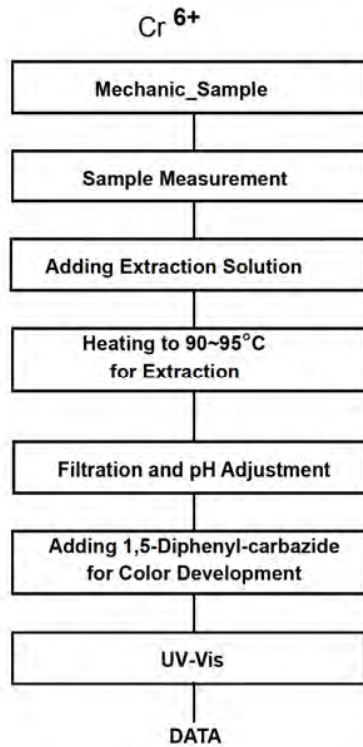 Cr 6+
Mechanic_Sample
Sample Measurement
Adding Extraction Solution
Heating to 90~95°C
for Extraction
Filtration and pH Adjustment
Adding 1,5-Diphenyl-carbazide
for Color Development
UV-Vis
DATA